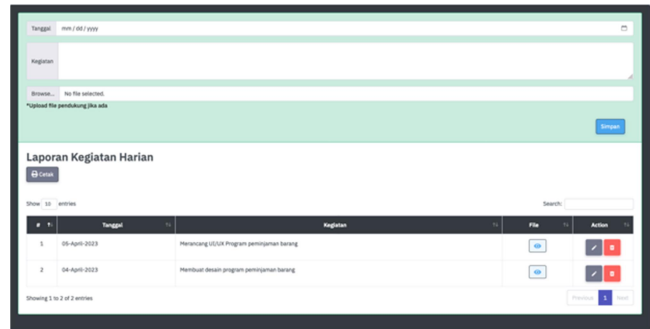 Tanggal mm / dd / yyyy
Kegiatan
Browse... No file selected.
*Upload file pendukung jika ada
Simpan
Laporan Kegiatan Harian
Cetak
Show 10 entries Search:
# Tanggal Kegiatan File Action
1 05-April-2023 Merancang UI/UX Program peminjaman barang
2 04-April-2023 Membuat desain program peminjaman barang
Showing 1 to 2 of 2 entries Previous 1 Next